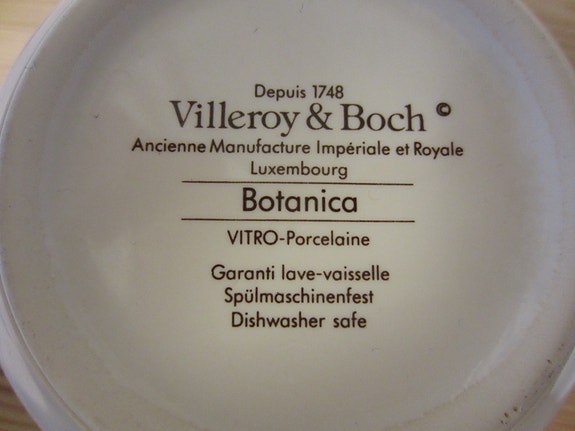 Depuis 1748
Villeroy & Boch ©
Ancienne Manufacture Impériale et Royale
Luxembourg
Botanica
VITRO-Porcelaine
Garanti lave-vaisselle
Spülmaschinenfest
Dishwasher safe